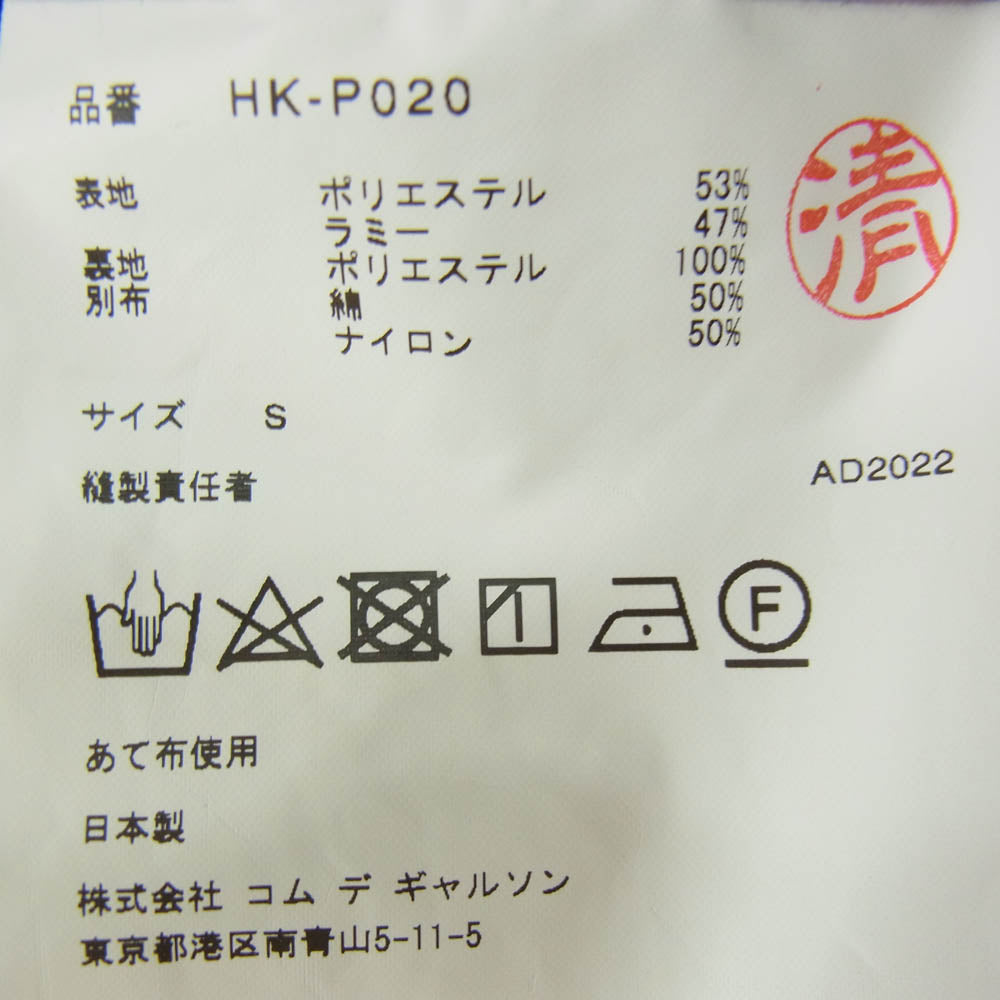 品番 HK-P020
清
表地 ポリエステル 53%
ラミー 47%
裏地 ポリエステル 100%
別布 綿 50%
ナイロン 50%
サイズ S
縫製責任者
AD2022
F
あて布使用
日本製
株式会社 コム デ ギャルソン
東京都港区南青山5-11-5